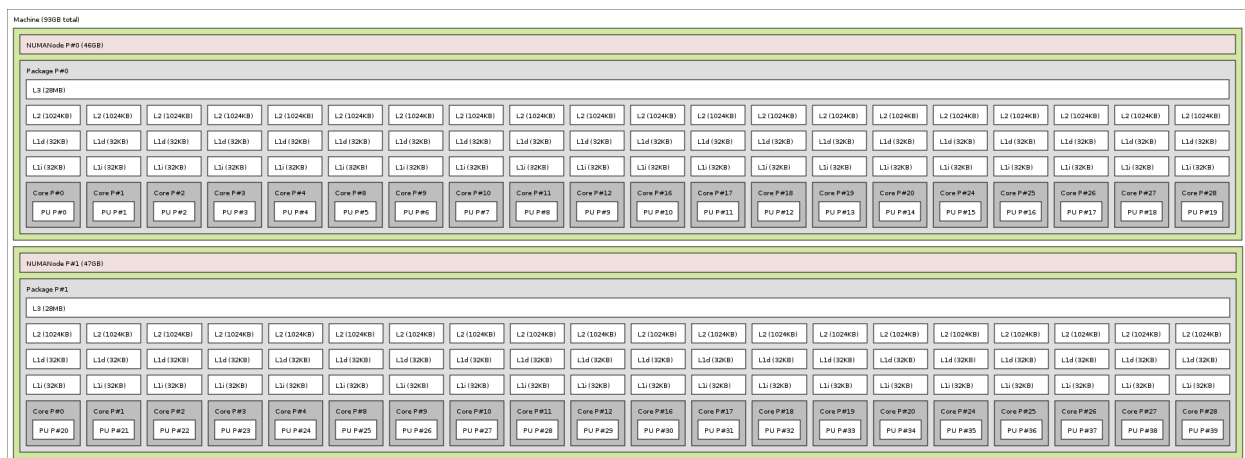 Machine (93GB total)
NUMANode P#0 (46GB)
Package P#0
L3 (28MB)
L2 (1024KB) L2 (1024KB) L2 (1024KB) L2 (1024KB) L2 (1024KB) L2 (1024KB) L2 (1024KB) L2 (1024KB) L2 (1024KB) L2 (1024KB) L2 (1024KB) L2 (1024KB) L2 (1024KB) L2 (1024KB) L2 (1024KB) L2 (1024KB) L2 (1024KB) L2 (1024KB) L2 (1024KB) L2 (1024KB)
L1d (32KB) L1d (32KB) L1d (32KB) L1d (32KB) L1d (32KB) L1d (32KB) L1d (32KB) L1d (32KB) L1d (32KB) L1d (32KB) L1d (32KB) L1d (32KB) L1d (32KB) L1d (32KB) L1d (32KB) L1d (32KB) L1d (32KB) L1d (32KB) L1d (32KB) L1d (32KB)
L1i (32KB) L1i (32KB) L1i (32KB) L1i (32KB) L1i (32KB) L1i (32KB) L1i (32KB) L1i (32KB) L1i (32KB) L1i (32KB) L1i (32KB) L1i (32KB) L1i (32KB) L1i (32KB) L1i (32KB) L1i (32KB) L1i (32KB) L1i (32KB) L1i (32KB) L1i (32KB)
Core P#0 Core P#1 Core P#2 Core P#3 Core P#4 Core P#8 Core P#9 Core P#10 Core P#11 Core P#12 Core P#16 Core P#17 Core P#18 Core P#19 Core P#20 Core P#24 Core P#25 Core P#26 Core P#27 Core P#28
PU P#0 PU P#1 PU P#2 PU P#3 PU P#4 PU P#5 PU P#6 PU P#7 PU P#8 PU P#9 PU P#10 PU P#11 PU P#12 PU P#13 PU P#14 PU P#15 PU P#16 PU P#17 PU P#18 PU P#19
NUMANode P#1 (47GB)
Package P#1
L3 (28MB)
L2 (1024KB) L2 (1024KB) L2 (1024KB) L2 (1024KB) L2 (1024KB) L2 (1024KB) L2 (1024KB) L2 (1024KB) L2 (1024KB) L2 (1024KB) L2 (1024KB) L2 (1024KB) L2 (1024KB) L2 (1024KB) L2 (1024KB) L2 (1024KB) L2 (1024KB) L2 (1024KB) L2 (1024KB) L2 (1024KB)
L1d (32KB) L1d (32KB) L1d (32KB) L1d (32KB) L1d (32KB) L1d (32KB) L1d (32KB) L1d (32KB) L1d (32KB) L1d (32KB) L1d (32KB) L1d (32KB) L1d (32KB) L1d (32KB) L1d (32KB) L1d (32KB) L1d (32KB) L1d (32KB) L1d (32KB) L1d (32KB)
L1i (32KB) L1i (32KB) L1i (32KB) L1i (32KB) L1i (32KB) L1i (32KB) L1i (32KB) L1i (32KB) L1i (32KB) L1i (32KB) L1i (32KB) L1i (32KB) L1i (32KB) L1i (32KB) L1i (32KB) L1i (32KB) L1i (32KB) L1i (32KB) L1i (32KB) L1i (32KB)
Core P#0 Core P#1 Core P#2 Core P#3 Core P#4 Core P#8 Core P#9 Core P#10 Core P#11 Core P#12 Core P#16 Core P#17 Core P#18 Core P#19 Core P#20 Core P#24 Core P#25 Core P#26 Core P#27 Core P#28
PU P#20 PU P#21 PU P#22 PU P#23 PU P#24 PU P#25 PU P#26 PU P#27 PU P#28 PU P#29 PU P#30 PU P#31 PU P#32 PU P#33 PU P#34 PU P#35 PU P#36 PU P#37 PU P#38 PU P#39